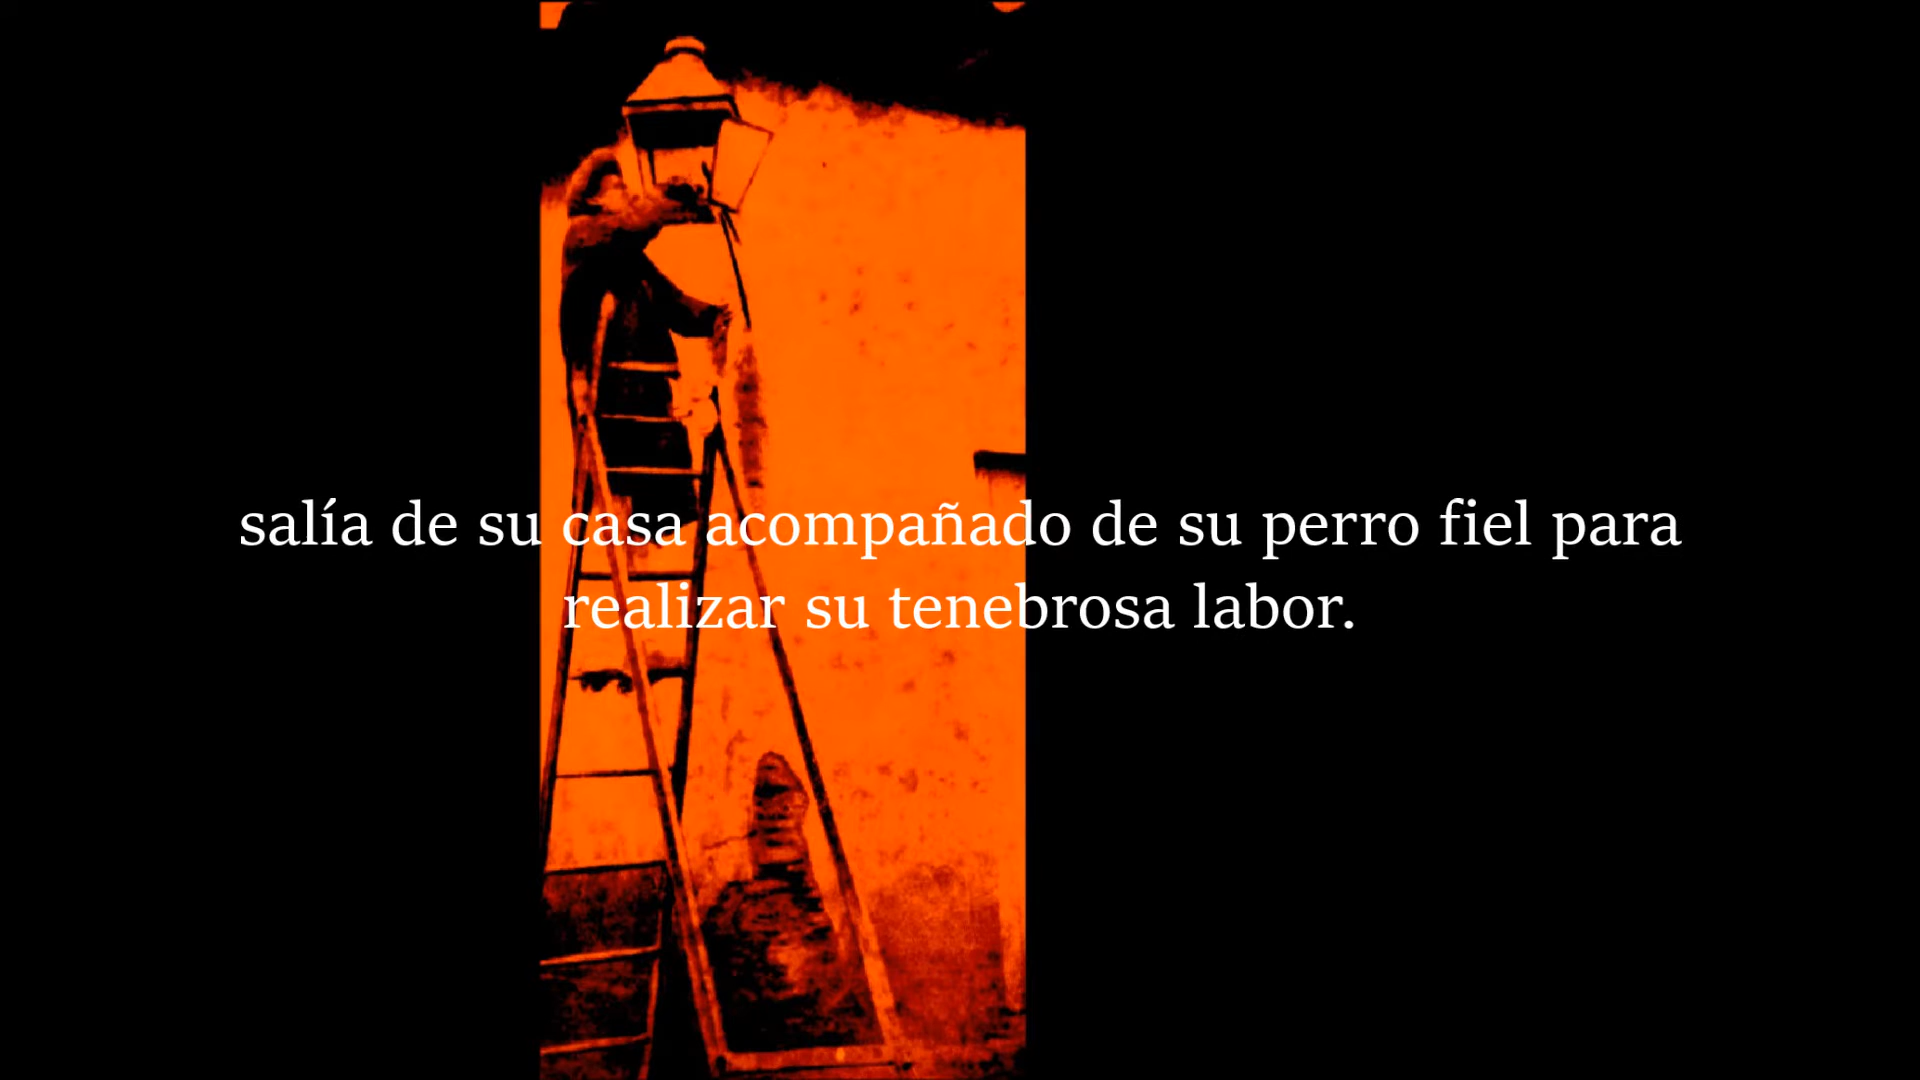 salía de su casa acompañado de su perro fiel para
realizar su tenebrosa labor.